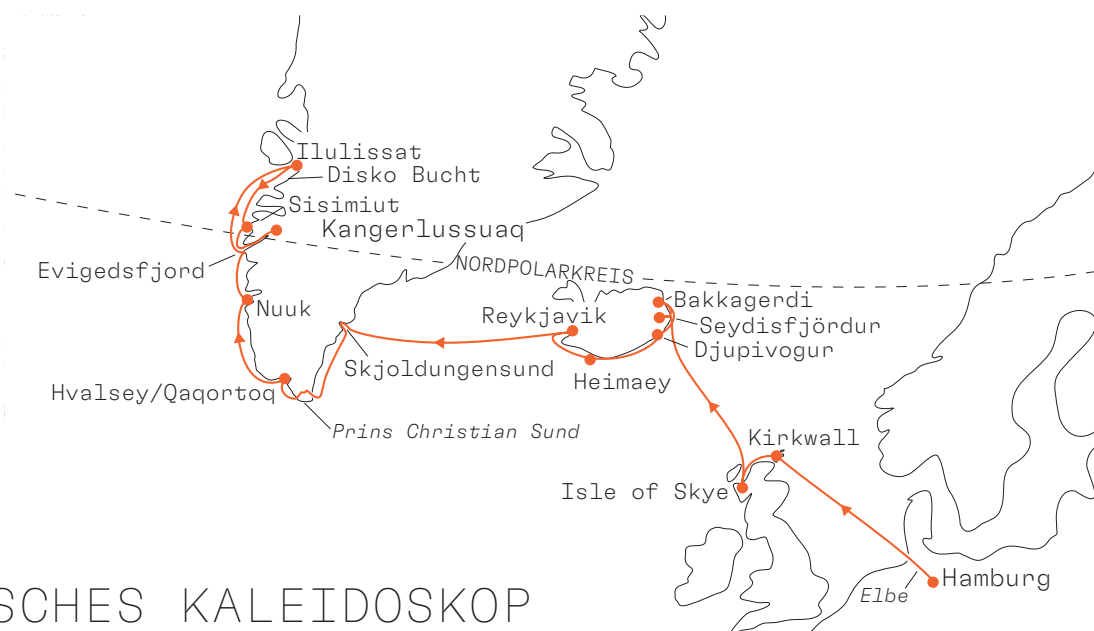 Ilulissat
Disko Bucht
Sisimiut
Kangerlussuaq
Evigedsfjord
NORDPOLARKREIS
Nuuk
Bakkagerdi
Reykjavik
Seydisfjördur
Djupivogur
Skjoldungensund
Heimaey
Hvalsey/Qaqortoq
Prins Christian Sund
Kirkwall
Isle of Skye
Hamburg
Elbe
SCHES KALEIDOSKOP